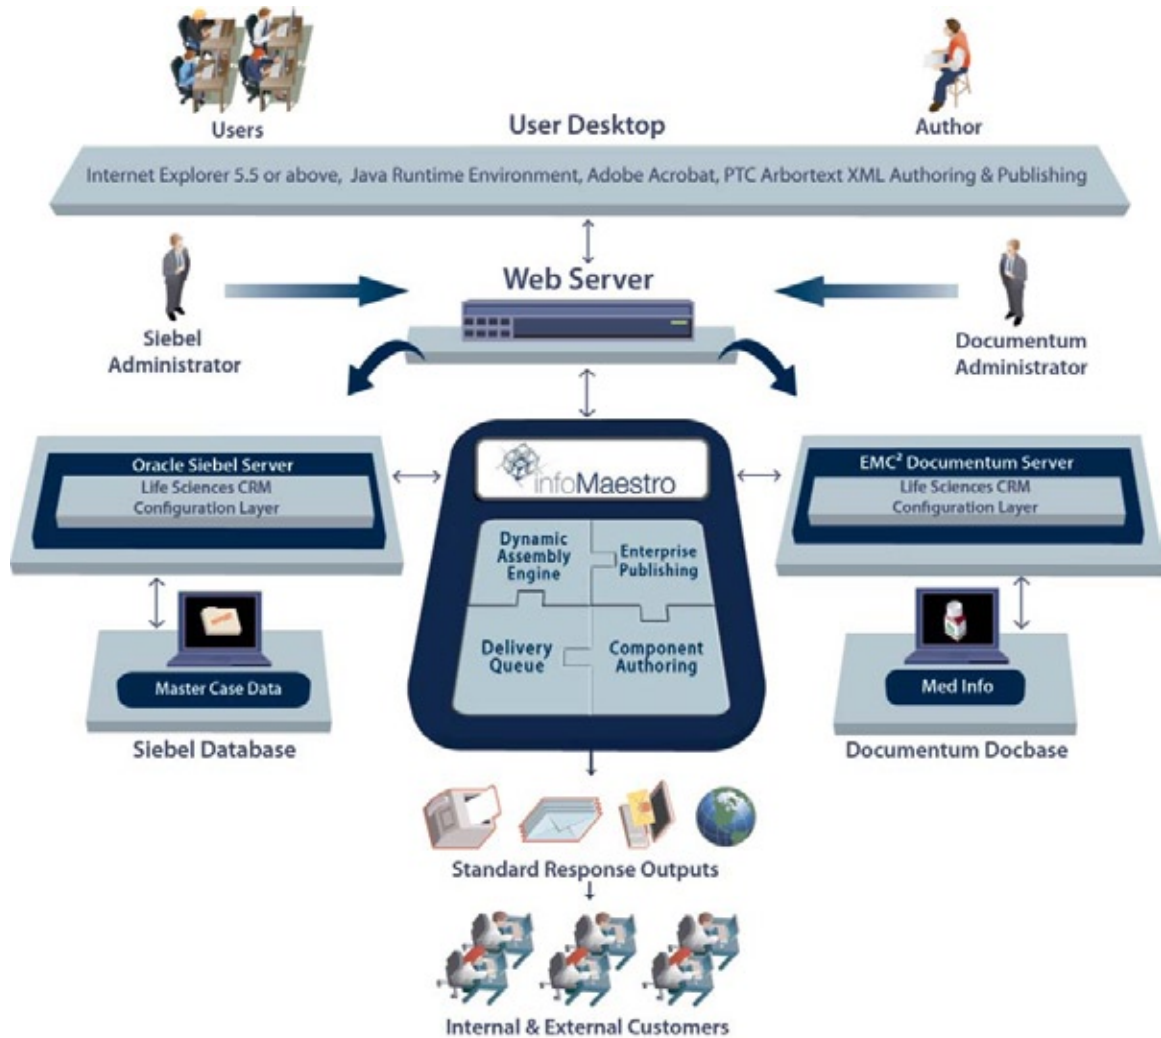 Users
User Desktop
Author
Internet Explorer 5.5 or above, Java Runtime Environment, Adobe Acrobat, PTC Arbortext XML Authoring & Publishing
Web Server
Siebel
Administrator
Documentum
Administrator
Oracle Siebel Server
Life Sciences CRM
Configuration Layer
infoMaestro
EMC² Documentum Server
Life Sciences CRM
Configuration Layer
Dynamic
Assembly
Engine
Enterprise
Publishing
Delivery
Queue
Component
Authoring
Master Case Data
Siebel Database
Med Info
Documentum Docbase
Standard Response Outputs
Internal & External Customers